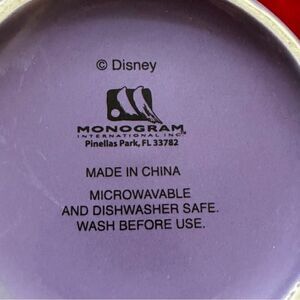 © Disney
MONOGRAM
INTERNATIONAL INC.
Pinellas Park, FL 33782
MADE IN CHINA
MICROWAVABLE
AND DISHWASHER SAFE.
WASH BEFORE USE.